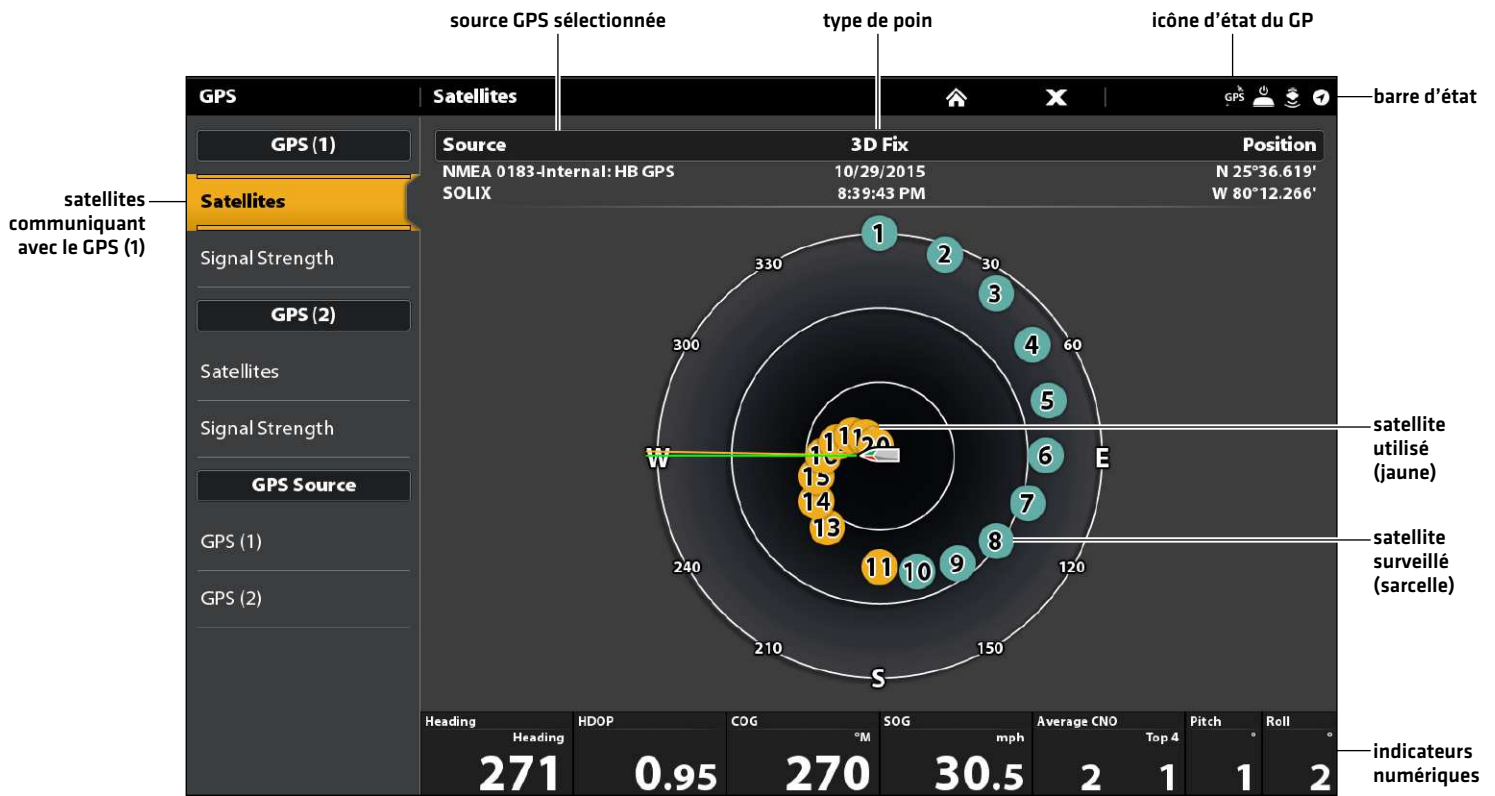 source GPS sélectionnée
type de poin
icône d'état du GP
GPS
Satellites
GPS
barre d'état
GPS (1)
Source
3D Fix
Position
NMEA 0183-Internal: HB GPS
10/29/2015
N 25°36.619'
satellites
communiquant
avec le GPS (1)
Satellites
SOLIX
8:39:43 PM
W 80°12.266'
Signal Strength
GPS (2)
Satellites
Signal Strength
GPS Source
GPS (1)
GPS (2)
1
2
330
30
3
300
4
60
5
satellite
utilisé
(jaune)
W
20
6
E
15
14
7
13
8
satellite
surveillé
(sarcelle)
240
11
10
9
120
210
150
S
Heading
HDOP
COG
SOG
Average CNO
Pitch
Roll
Heading
°M
mph
Top 4
°
°
271
0.95
270
30.5
2
1
1
2
indicateurs
numériques